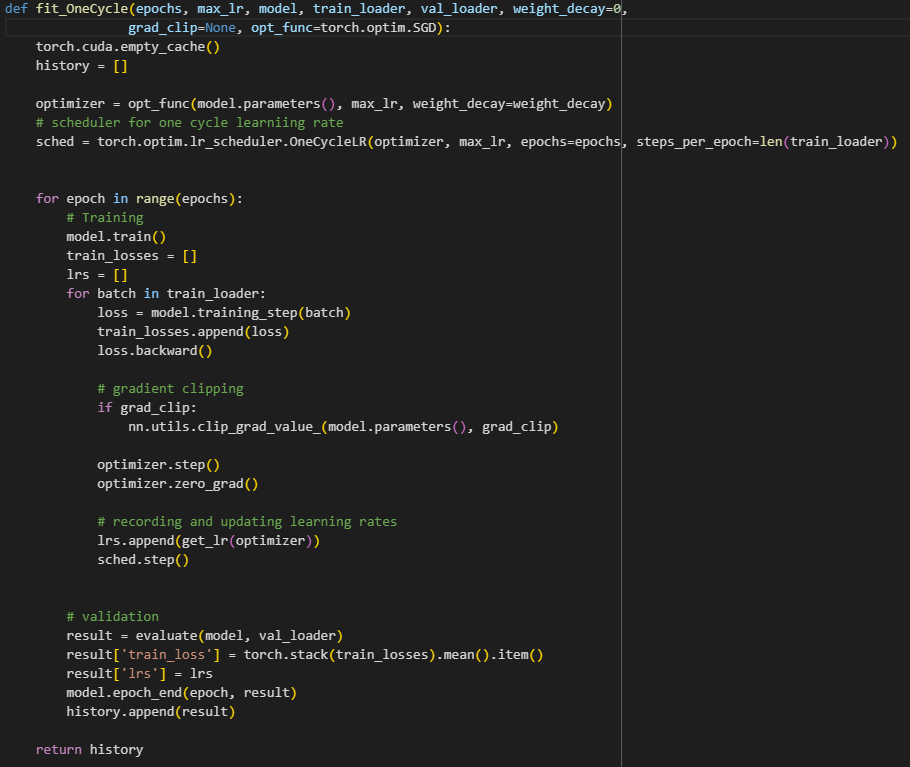 def fit_OneCycle(epochs, max_lr, model, train_loader, val_loader, weight_decay=0,
                grad_clip=None, opt_func=torch.optim.SGD):
    torch.cuda.empty_cache()
    history = []

    optimizer = opt_func(model.parameters(), max_lr, weight_decay=weight_decay)
    # scheduler for one cycle learniing rate
    sched = torch.optim.lr_scheduler.OneCycleLR(optimizer, max_lr, epochs=epochs, steps_per_epoch=len(train_loader))


    for epoch in range(epochs):
        # Training
        model.train()
        train_losses = []
        lrs = []
        for batch in train_loader:
            loss = model.training_step(batch)
            train_losses.append(loss)
            loss.backward()

            # gradient clipping
            if grad_clip:
                nn.utils.clip_grad_value_(model.parameters(), grad_clip)

            optimizer.step()
            optimizer.zero_grad()

            # recording and updating learning rates
            lrs.append(get_lr(optimizer))
            sched.step()


        # validation
        result = evaluate(model, val_loader)
        result['train_loss'] = torch.stack(train_losses).mean().item()
        result['lrs'] = lrs
        model.epoch_end(epoch, result)
        history.append(result)

    return history